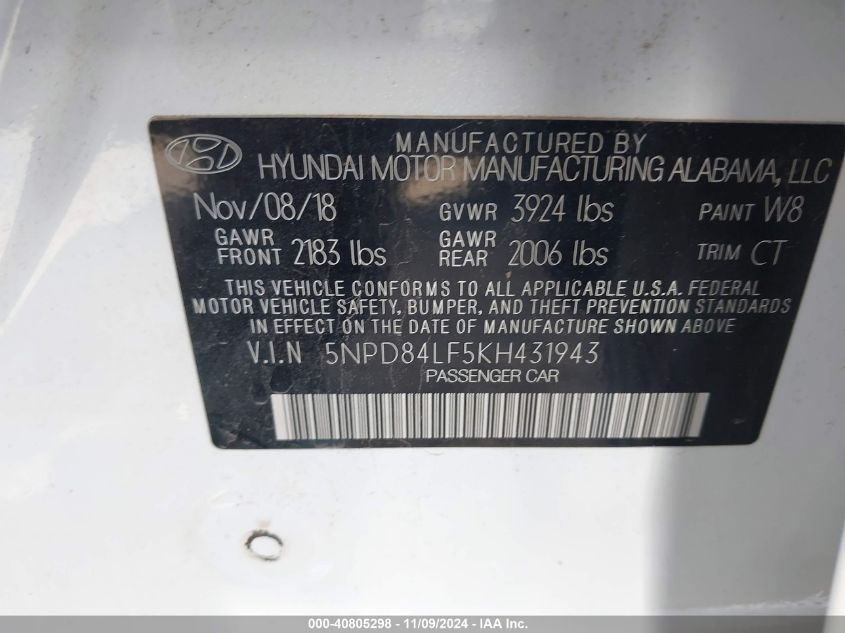 MANUFACTURED BY
HYUNDAI MOTOR MANUFACTURING ALABAMA, LLC
Nov/08/18 GVWR 3924 lbs PAINT W8
GAWR FRONT 2183 lbs GAWR REAR 2006 lbs TRIM CT
THIS VEHICLE CONFORMS TO ALL APPLICABLE U.S.A. FEDERAL
MOTOR VEHICLE SAFETY, BUMPER, AND THEFT PREVENTION STANDARDS
IN EFFECT ON THE DATE OF MANUFACTURE SHOWN ABOVE
V.I.N 5NPD84LF5KH431943
PASSENGER CAR
000-40805298 - 11/09/2024 - IAA Inc.